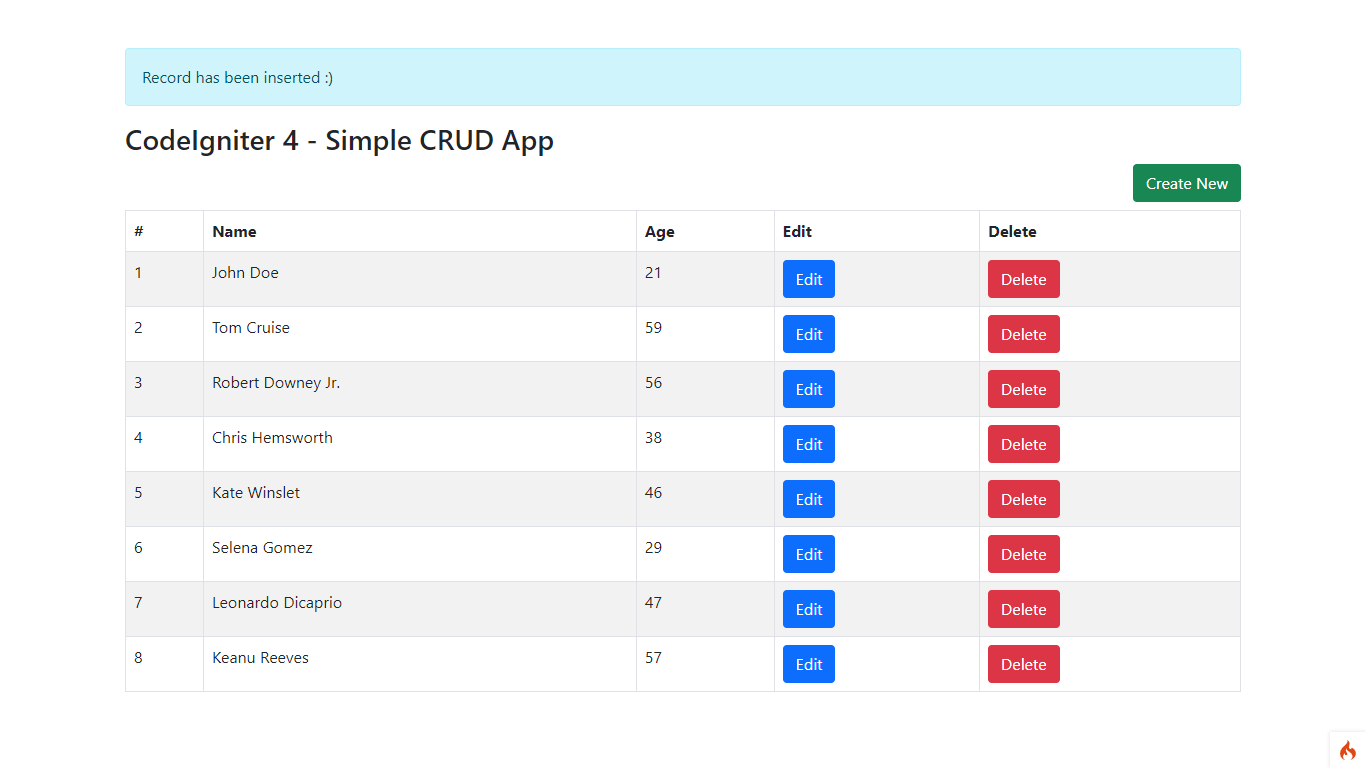 Record has been inserted :)
CodeIgniter 4 - Simple CRUD App
Create New
# Name Age Edit Delete
1 John Doe 21 Edit Delete
2 Tom Cruise 59 Edit Delete
3 Robert Downey Jr. 56 Edit Delete
4 Chris Hemsworth 38 Edit Delete
5 Kate Winslet 46 Edit Delete
6 Selena Gomez 29 Edit Delete
7 Leonardo Dicaprio 47 Edit Delete
8 Keanu Reeves 57 Edit Delete